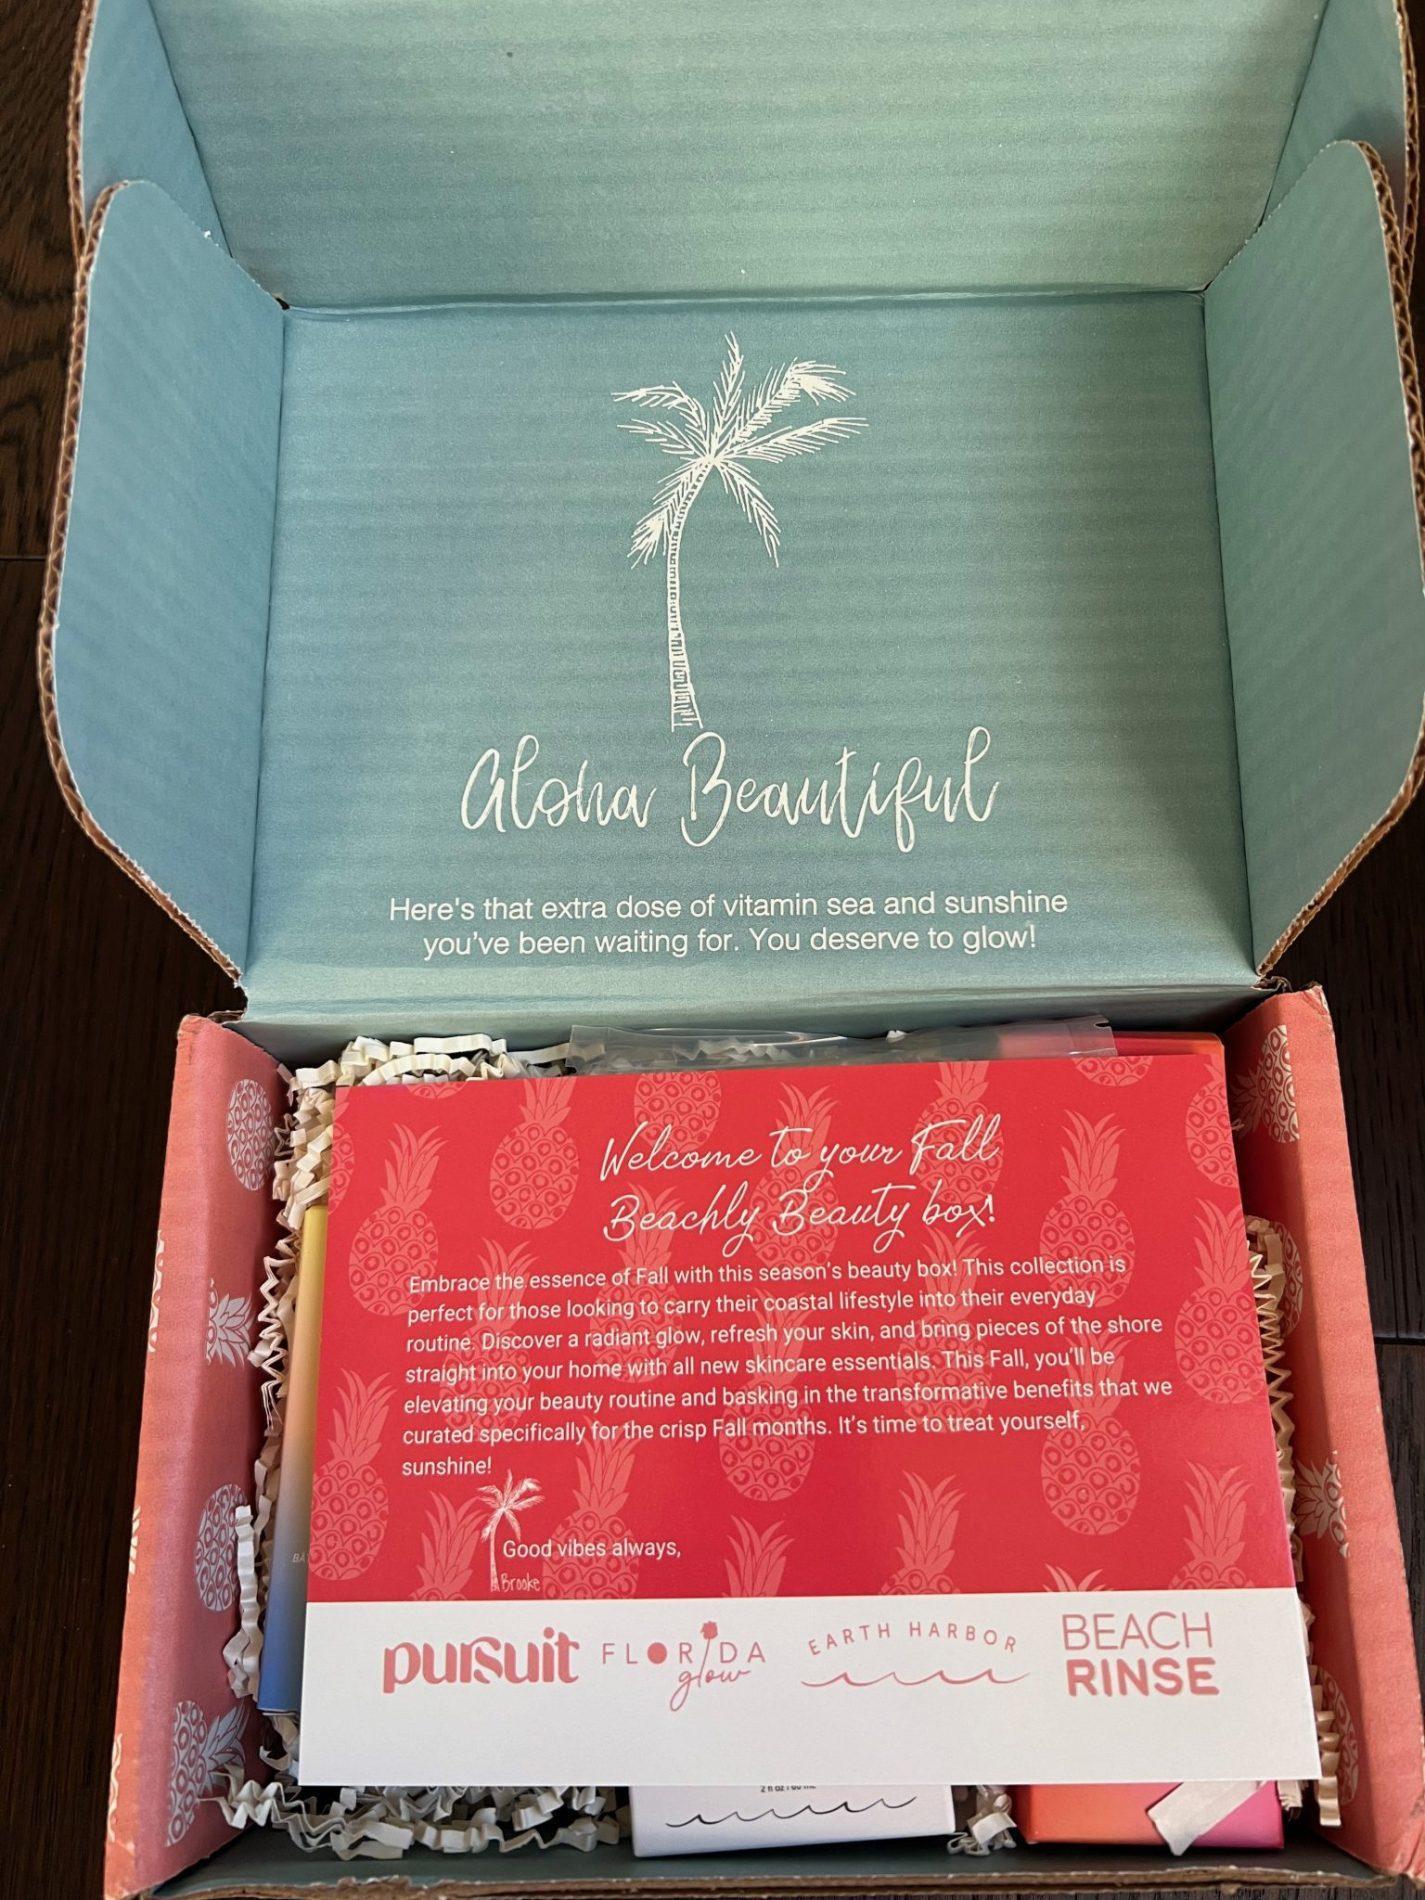 Aloha Beautiful
Here's that extra dose of vitamin sea and sunshine
you've been waiting for. You deserve to glow!
Welcome to your Fall
Beachly Beauty box!
Embrace the essence of Fall with this season's beauty box! This collection is
perfect for those looking to carry their coastal lifestyle into their everyday
routine. Discover a radiant glow, refresh your skin, and bring pieces of the shore
straight into your home with all new skincare essentials. This Fall, you'll be
elevating your beauty routine and basking in the transformative benefits that we
curated specifically for the crisp Fall months. It's time to treat yourself,
sunshine!
Good vibes always,
Brooke
pursuit
FLORIDA
glow
EARTH HARBOR
BEACH
RINSE